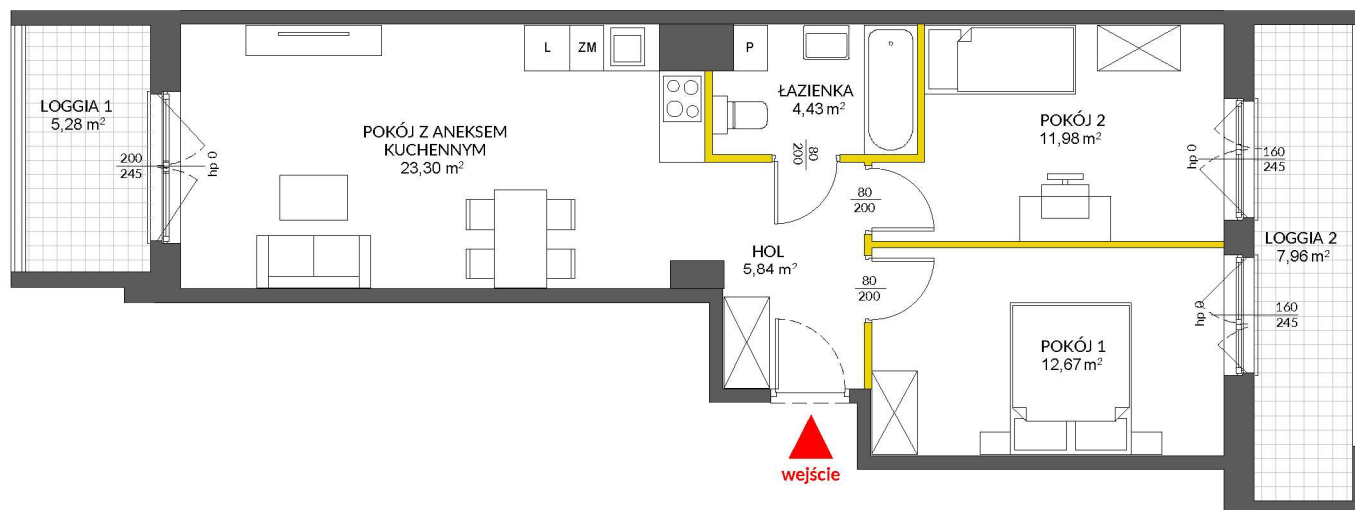 LOGGIA 1
5,28 m²
200
245
hp 0
POKÓJ Z ANEKSEM
KUCHENNYM
23,30 m²
L
ZM
P
ŁAZIENKA
4,43 m²
80
200
80
200
HOL
5,84 m²
80
200
POKÓJ 2
11,98 m²
hp 0
160
245
LOGGIA 2
7,96 m²
POKÓJ 1
12,67 m²
hp 0
160
245
wejście